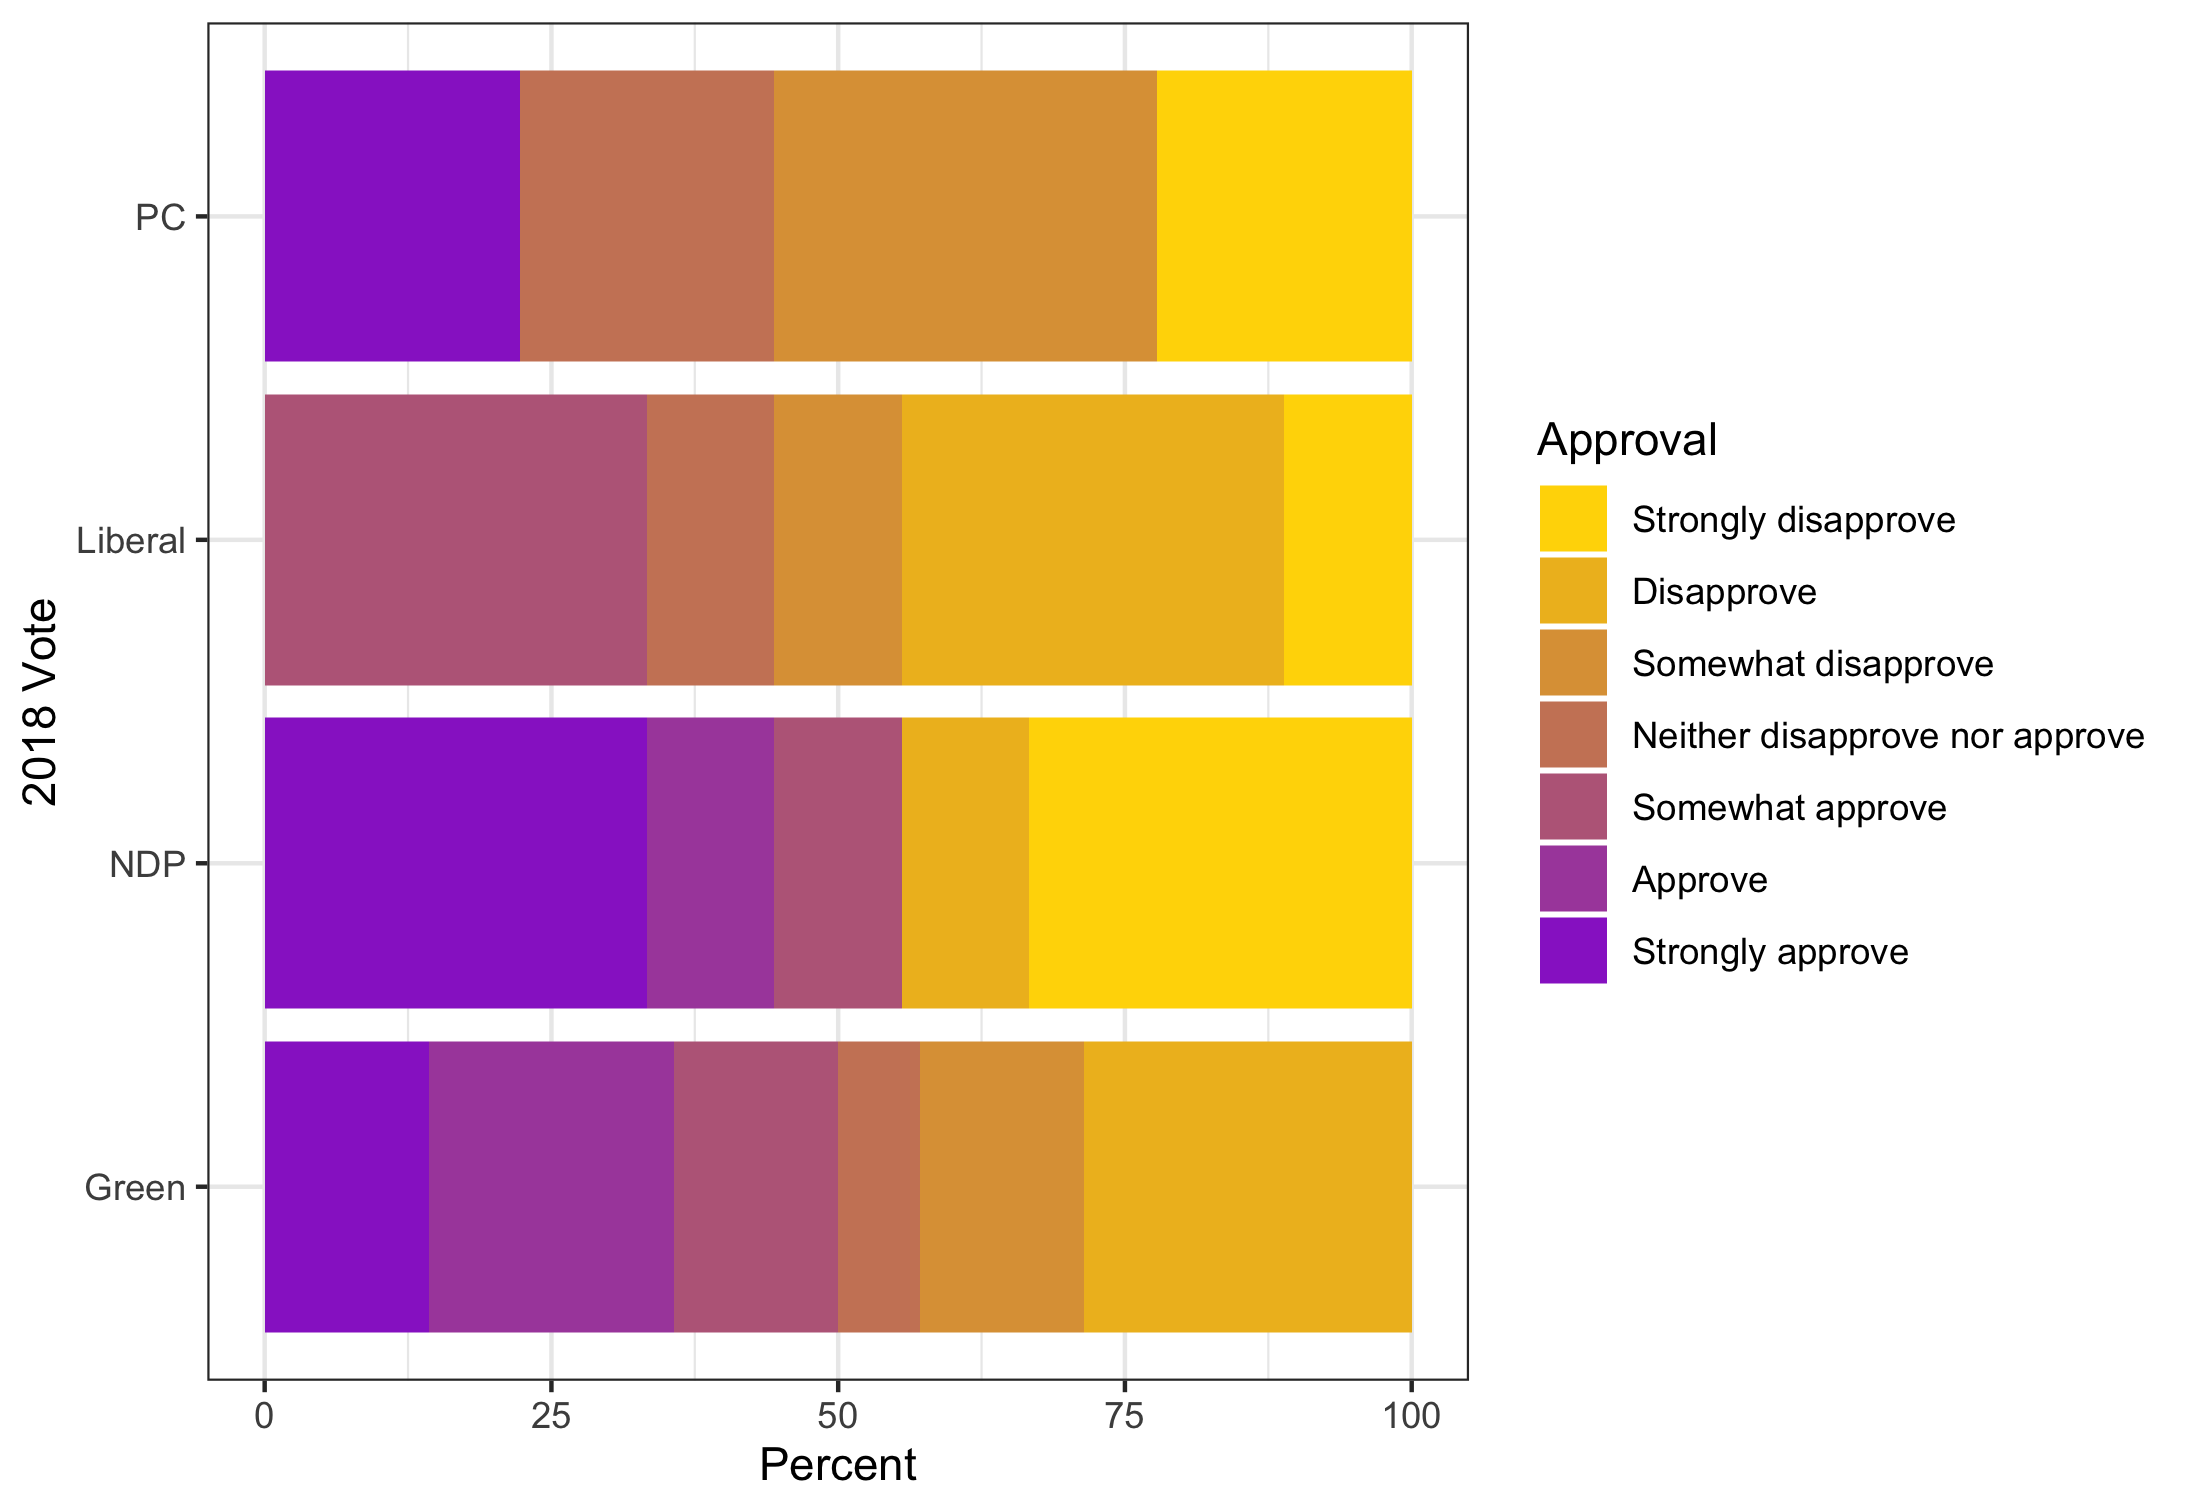 2018 Vote
PC
Liberal
NDP
Green
0 25 50 75 100
Percent
Approval
Strongly disapprove
Disapprove
Somewhat disapprove
Neither disapprove nor approve
Somewhat approve
Approve
Strongly approve